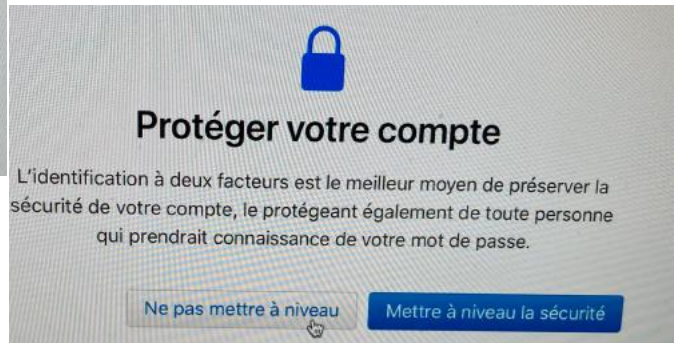 Protéger votre compte
L'identification à deux facteurs est le meilleur moyen de préserver la
sécurité de votre compte, le protégeant également de toute personne
qui prendrait connaissance de votre mot de passe.
Ne pas mettre à niveau
Mettre à niveau la sécurité